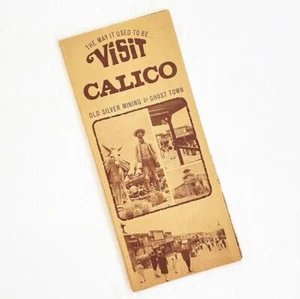 THE WAY IT USED TO BE...
VISIT
CALICO
OLD SILVER MINING & GHOST TOWN